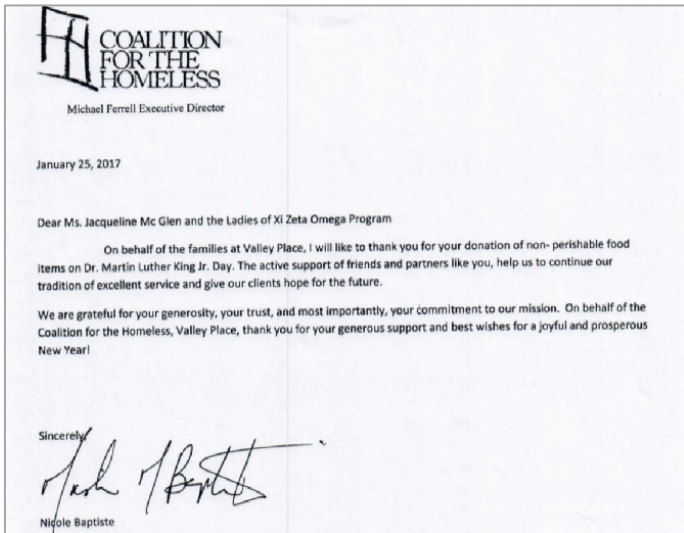 COALITION
FOR THE
HOMELESS
Michael Ferrell Executive Director
January 25, 2017
Dear Ms. Jacqueline Mc Glen and the Ladies of Xi Zeta Omega Program
On behalf of the families at Valley Place, I will like to thank you for your donation of non- perishable food
items on Dr. Martin Luther King Jr. Day. The active support of friends and partners like you, help us to continue our
tradition of excellent service and give our clients hope for the future.
We are grateful for your generosity, your trust, and most importantly, your commitment to our mission. On behalf of the
Coalition for the Homeless, Valley Place, thank you for your generous support and best wishes for a joyful and prosperous
New Year!
Sincerely,
Nicole Baptiste